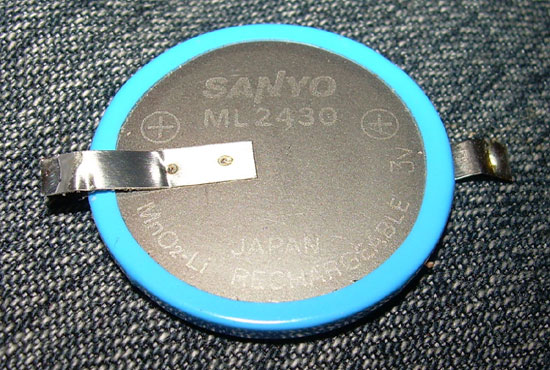 SANYO
ML2430
+ +
MnO2-Li
JAPAN
RECHARGEABLE 3V